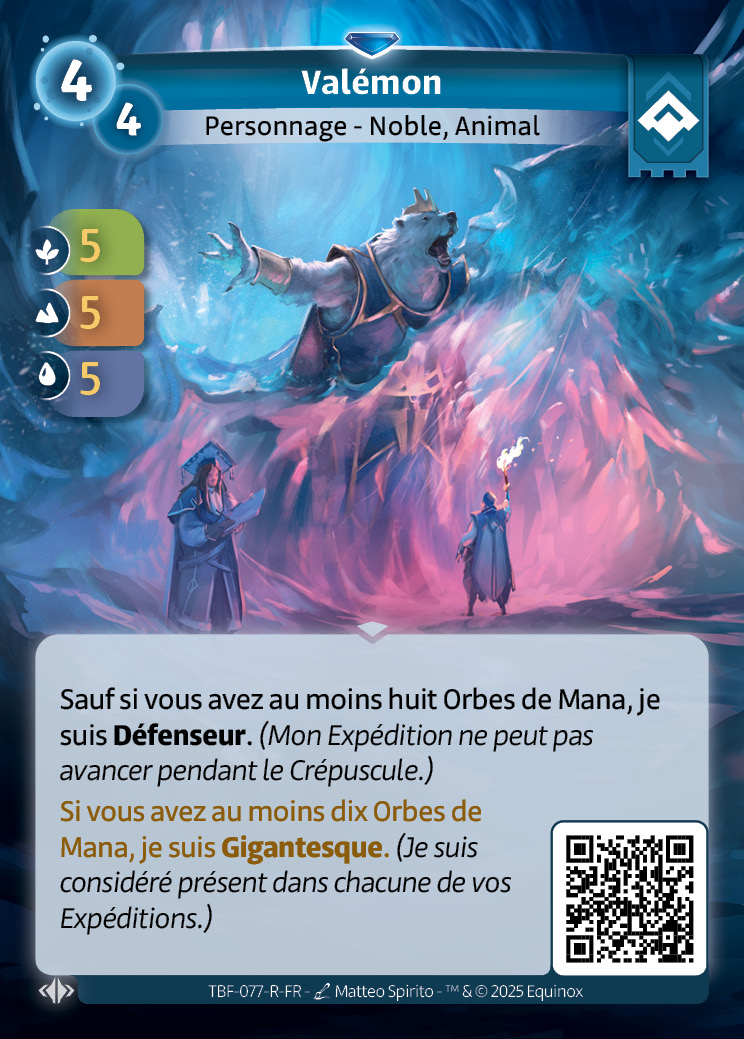 4
Valémon
4
Personnage - Noble, Animal
5
5
5
Sauf si vous avez au moins huit Orbes de Mana, je
suis Défenseur. (Mon Expédition ne peut pas
avancer pendant le Crépuscule.)
Si vous avez au moins dix Orbes de
Mana, je suis Gigantesque. (Je suis
considéré présent dans chacune de vos
Expéditions.)
TBF-077-R-FR - Matteo Spirito - ™ & © 2025 Equinox